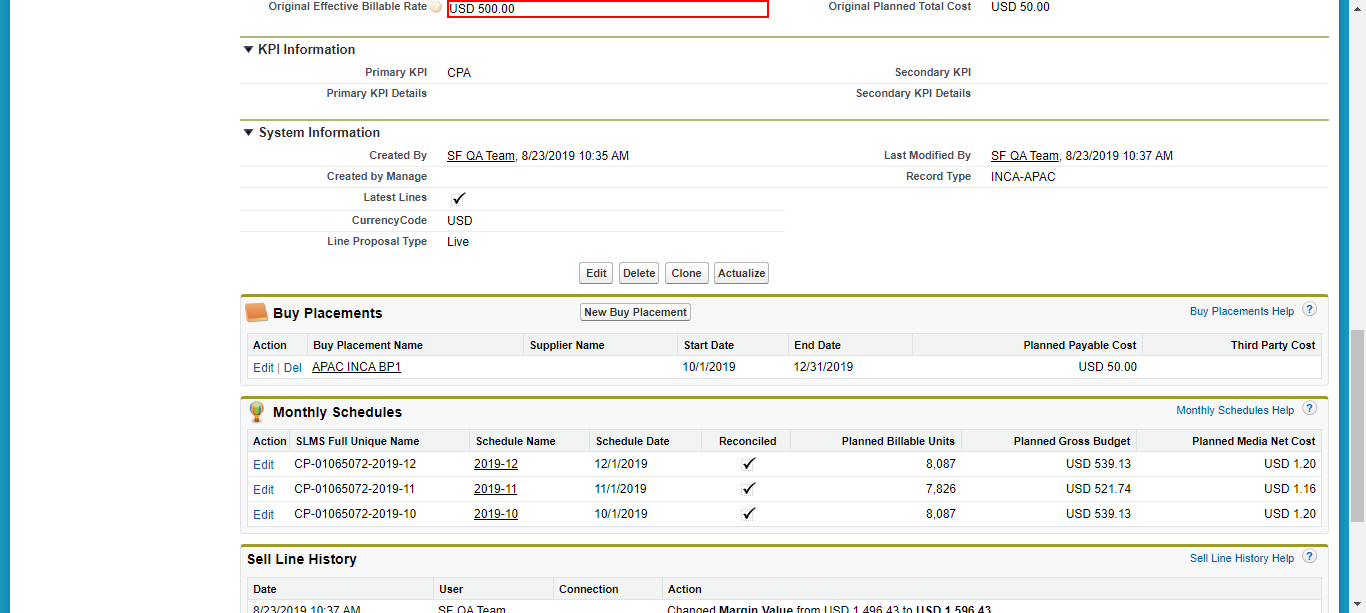 Original Effective Billable Rate ? USD 500.00 Original Planned Total Cost USD 50.00
KPI Information
Primary KPI CPA Secondary KPI
Primary KPI Details Secondary KPI Details
System Information
Created By SF QA Team, 8/23/2019 10:35 AM Last Modified By SF QA Team, 8/23/2019 10:37 AM
Created by Manage Record Type INCA-APAC
Latest Lines ✓
CurrencyCode USD
Line Proposal Type Live
Edit Delete Clone Actualize
Buy Placements New Buy Placement Buy Placements Help ?
Action Buy Placement Name Supplier Name Start Date End Date Planned Payable Cost Third Party Cost
Edit | Del APAC INCA BP1 10/1/2019 12/31/2019 USD 50.00
Monthly Schedules Monthly Schedules Help ?
Action SLMS Full Unique Name Schedule Name Schedule Date Reconciled Planned Billable Units Planned Gross Budget Planned Media Net Cost
Edit CP-01065072-2019-12 2019-12 12/1/2019 ✓ 8,087 USD 539.13 USD 1.20
Edit CP-01065072-2019-11 2019-11 11/1/2019 ✓ 7,826 USD 521.74 USD 1.16
Edit CP-01065072-2019-10 2019-10 10/1/2019 ✓ 8,087 USD 539.13 USD 1.20
Sell Line History Sell Line History Help ?
Date User Connection Action
8/23/2019 10:37 AM SF QA Team Changed Margin Value from USD 1,496.43 to USD 1,596.43